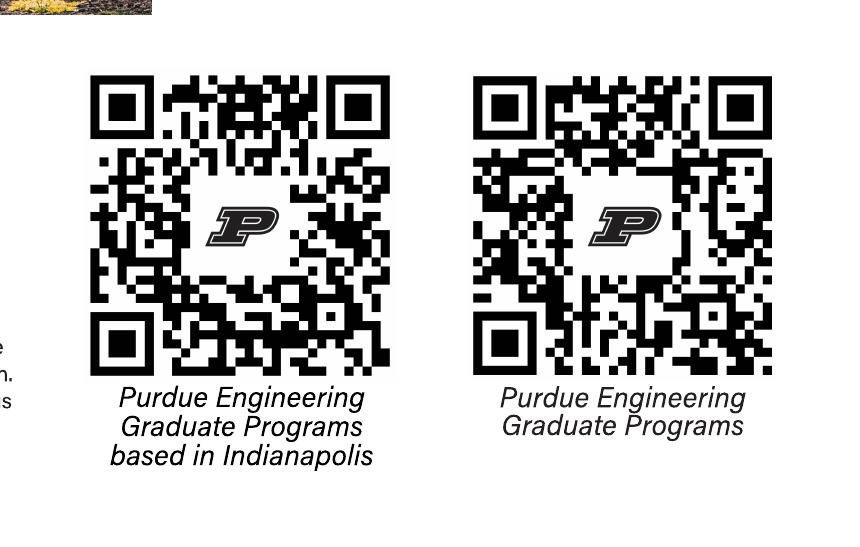 e
n.
s
P
P
Purdue Engineering
Graduate Programs
based in Indianapolis
Purdue Engineering
Graduate Programs